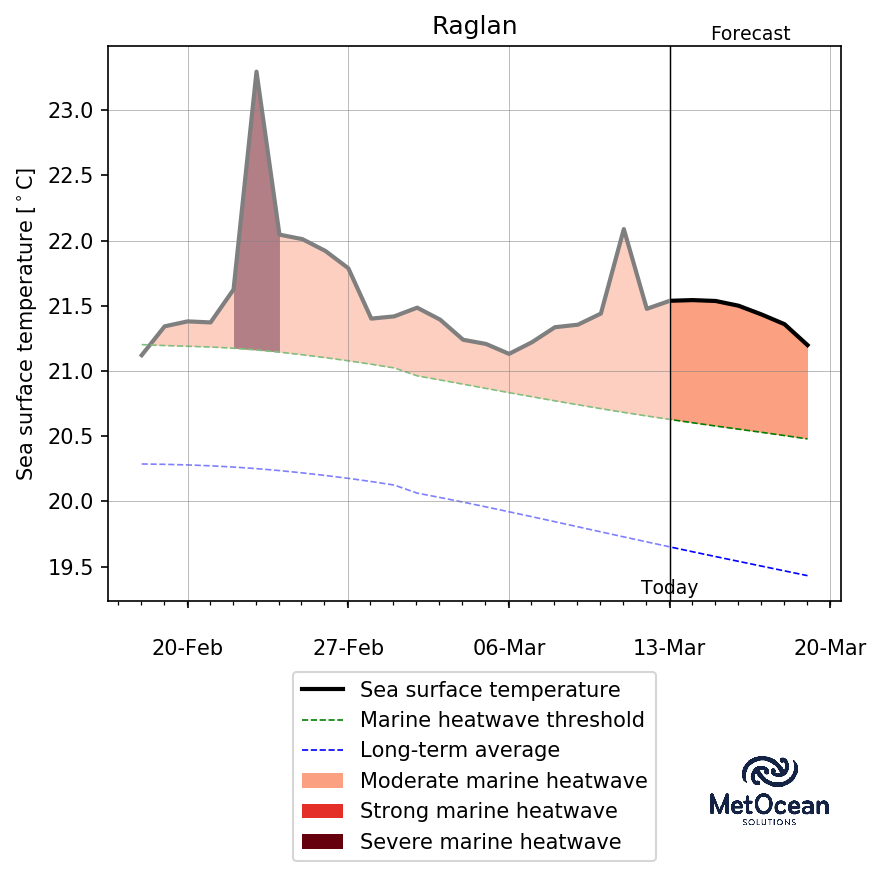 Raglan
Forecast
Sea surface temperature [°C]
23.0
22.5
22.0
21.5
21.0
20.5
20.0
19.5
Today
20-Feb 27-Feb 06-Mar 13-Mar 20-Mar
Sea surface temperature
Marine heatwave threshold
Long-term average
Moderate marine heatwave
Strong marine heatwave
Severe marine heatwave
MetOcean
SOLUTIONS